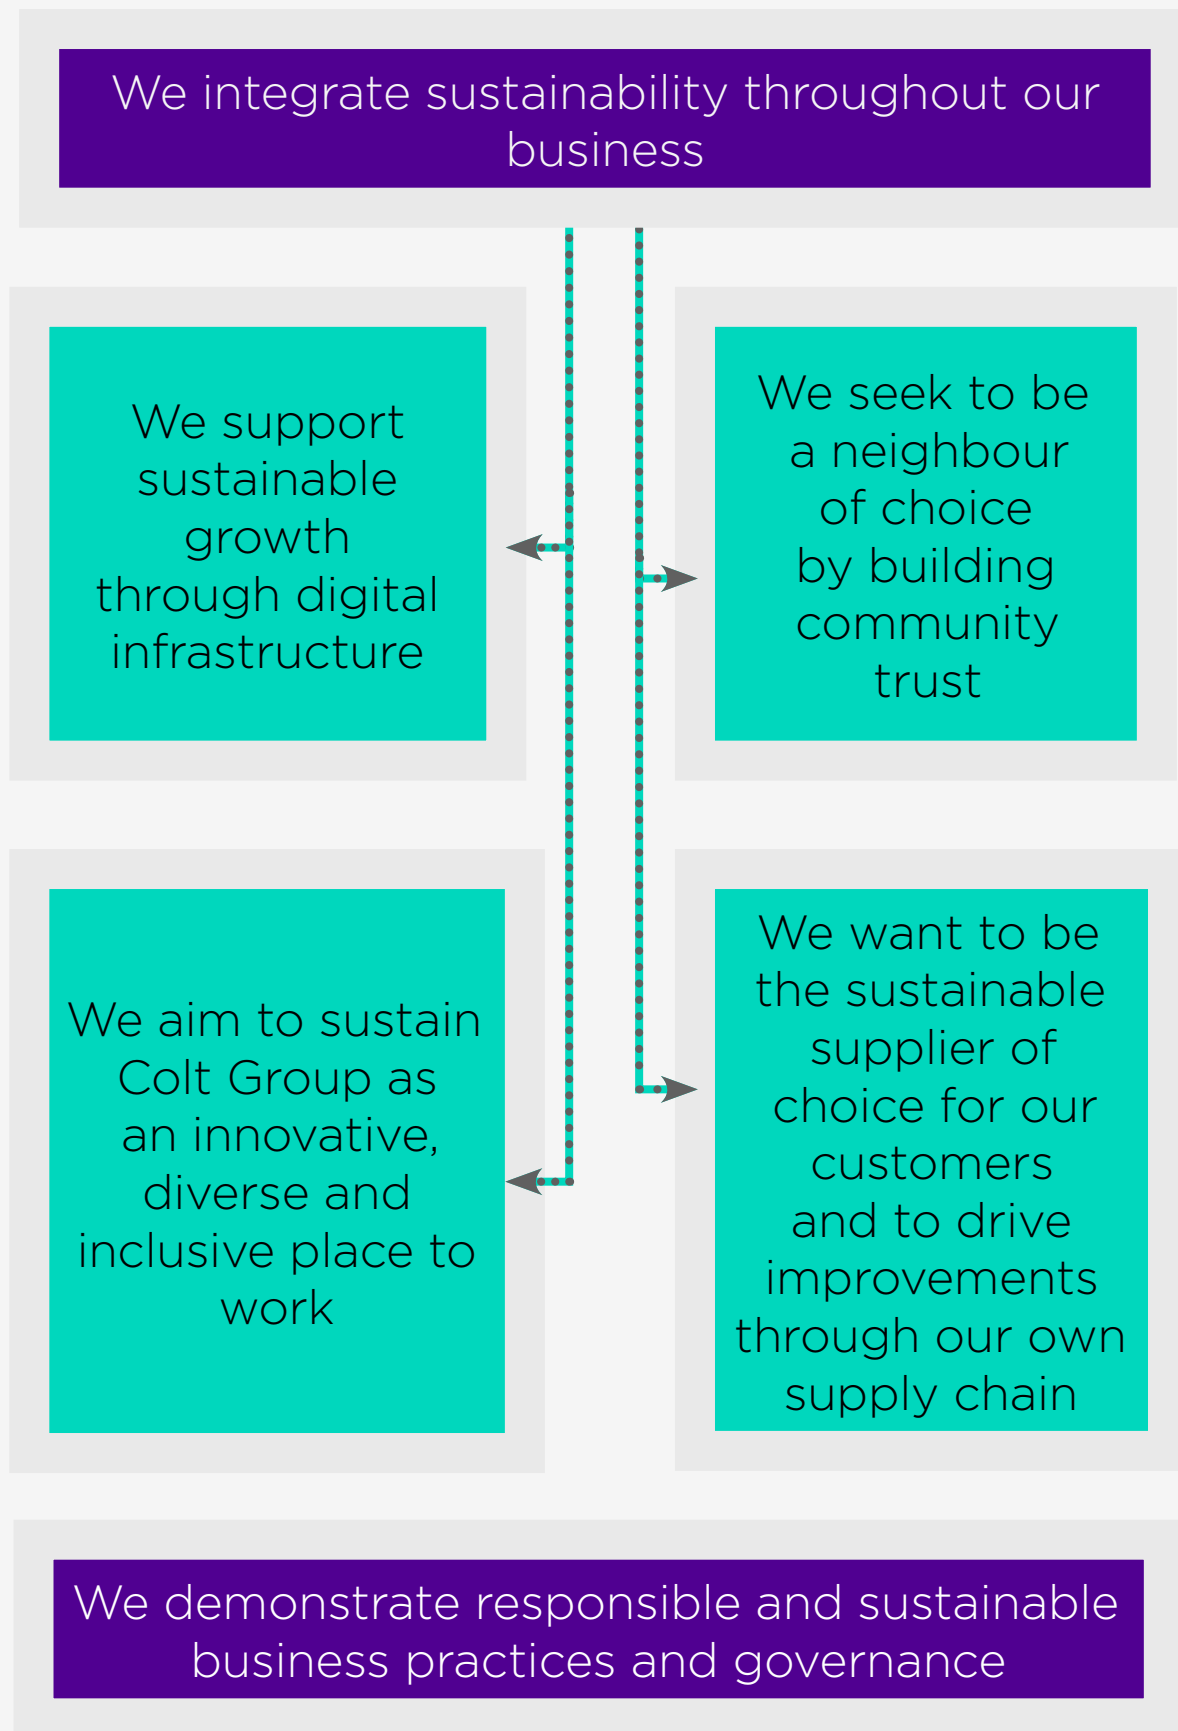 We integrate sustainability throughout our
business
We support
sustainable
growth
through digital
infrastructure
We seek to be
a neighbour
of choice
by building
community
trust
We aim to sustain
Colt Group as
an innovative,
diverse and
inclusive place to
work
We want to be
the sustainable
supplier of
choice for our
customers
and to drive
improvements
through our own
supply chain
We demonstrate responsible and sustainable
business practices and governance